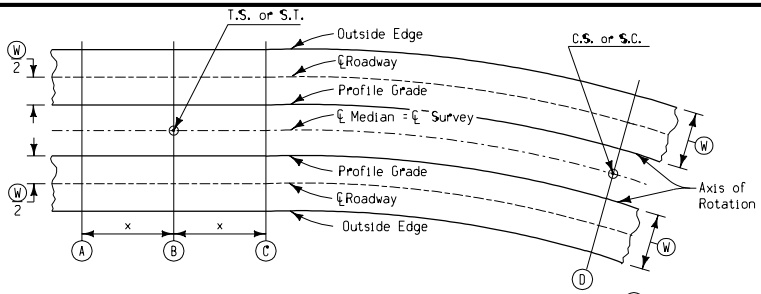 T.S. or S.T.
Outside Edge
C.S. or S.C.
W
2
℄ Roadway
Profile Grade
℄ Median = ℄ Survey
W
Profile Grade
Axis of
Rotation
W
2
℄ Roadway
x
x
Outside Edge
W
A
B
C
D